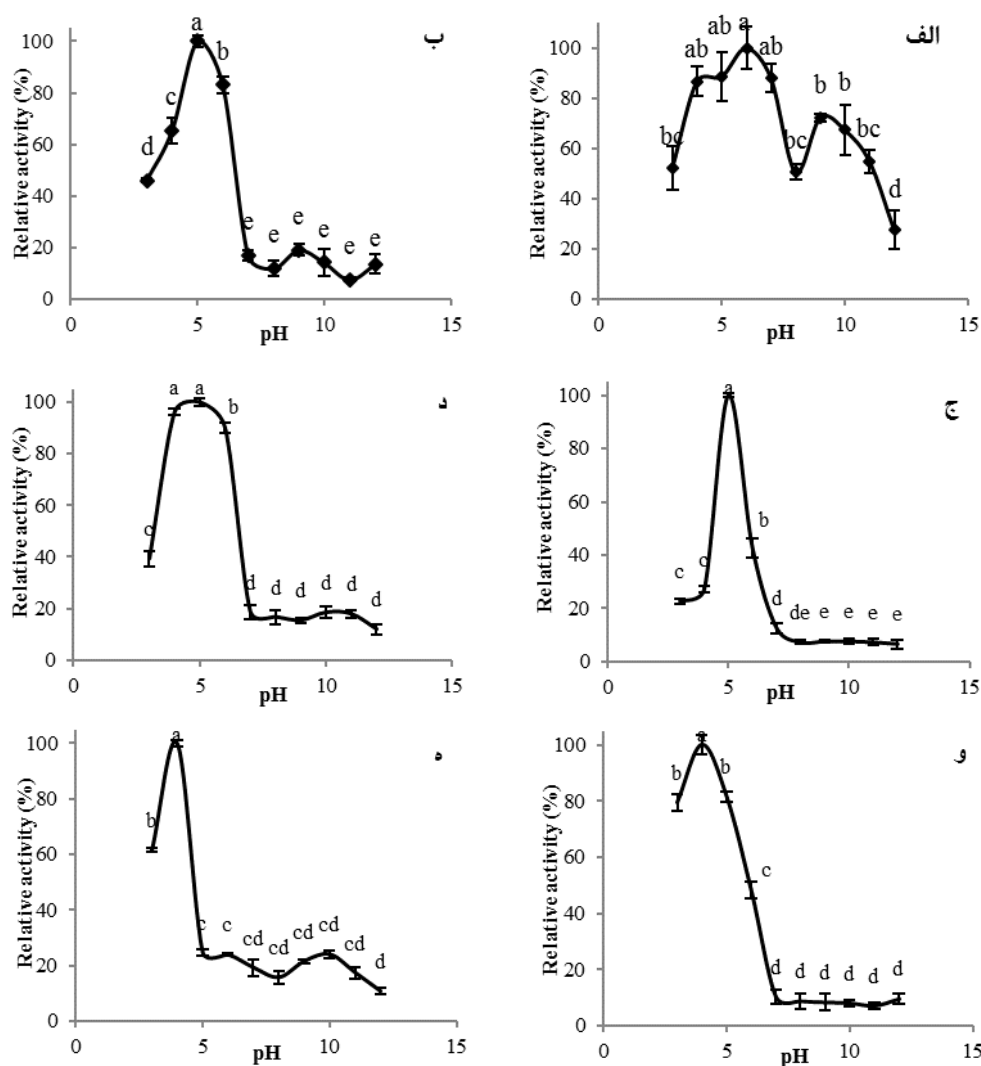 ب
Relative activity (%)
100
80
60
40
20
0
d c a b e e e e e e
0 5 10 15
pH
الف
Relative activity (%)
100
80
60
40
20
0
bc ab ab a ab bc b b bc d
0 5 10 15
pH
د
Relative activity (%)
100
80
60
40
20
0
c a a b d d d d d d
0 5 10 15
pH
ج
Relative activity (%)
100
80
60
40
20
0
c c a b d de e e e e
0 5 10 15
pH
ه
Relative activity (%)
100
80
60
40
20
0
b a c c cd cd cd cd cd d
0 5 10 15
pH
و
Relative activity (%)
100
80
60
40
20
0
b a b c d d d d d d
0 5 10 15
pH